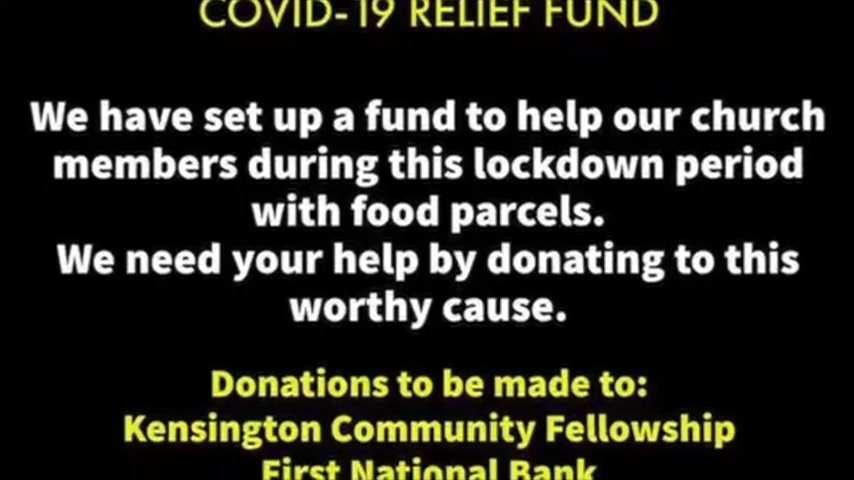 COVID-19 RELIEF FUND
We have set up a fund to help our church
members during this lockdown period
with food parcels.
We need your help by donating to this
worthy cause.
Donations to be made to:
Kensington Community Fellowship
First National Bank